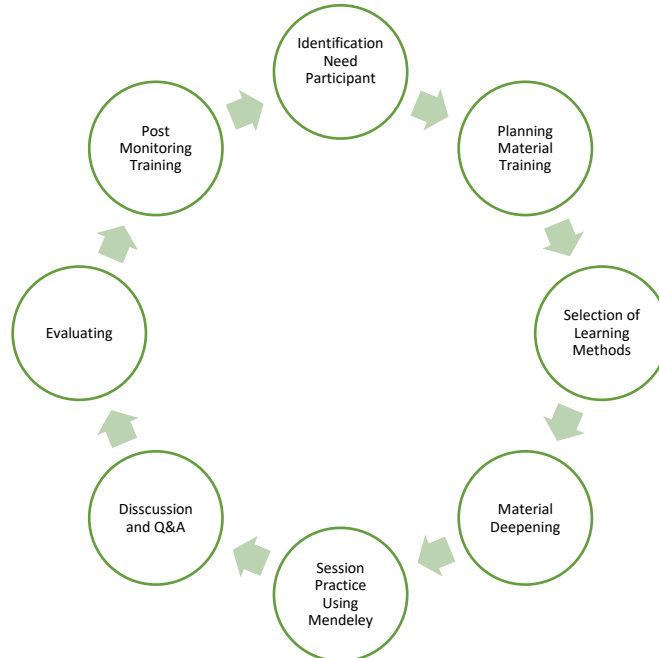 Identification
Need
Participant
Planning
Material
Training
Selection of
Learning
Methods
Material
Deepening
Session
Practice
Using
Mendeley
Disscussion
and Q&A
Evaluating
Post
Monitoring
Training